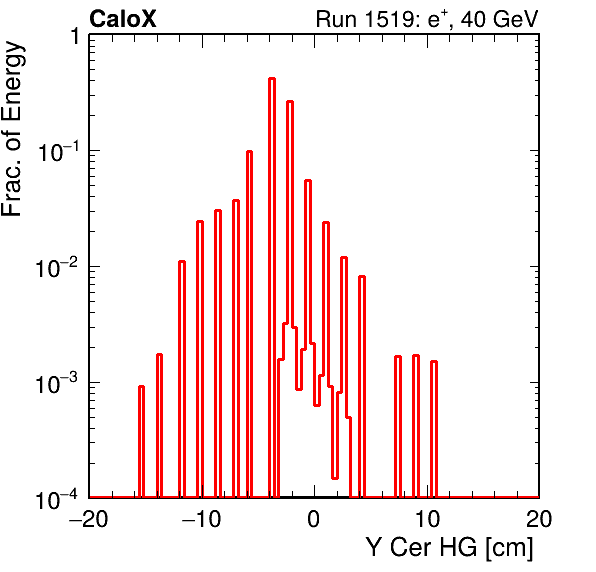 CaloX Run 1519: e⁺, 40 GeV
Frac. of Energy
1
10⁻¹
10⁻²
10⁻³
10⁻⁴
−20 −10 0 10 20
Y Cer HG [cm]